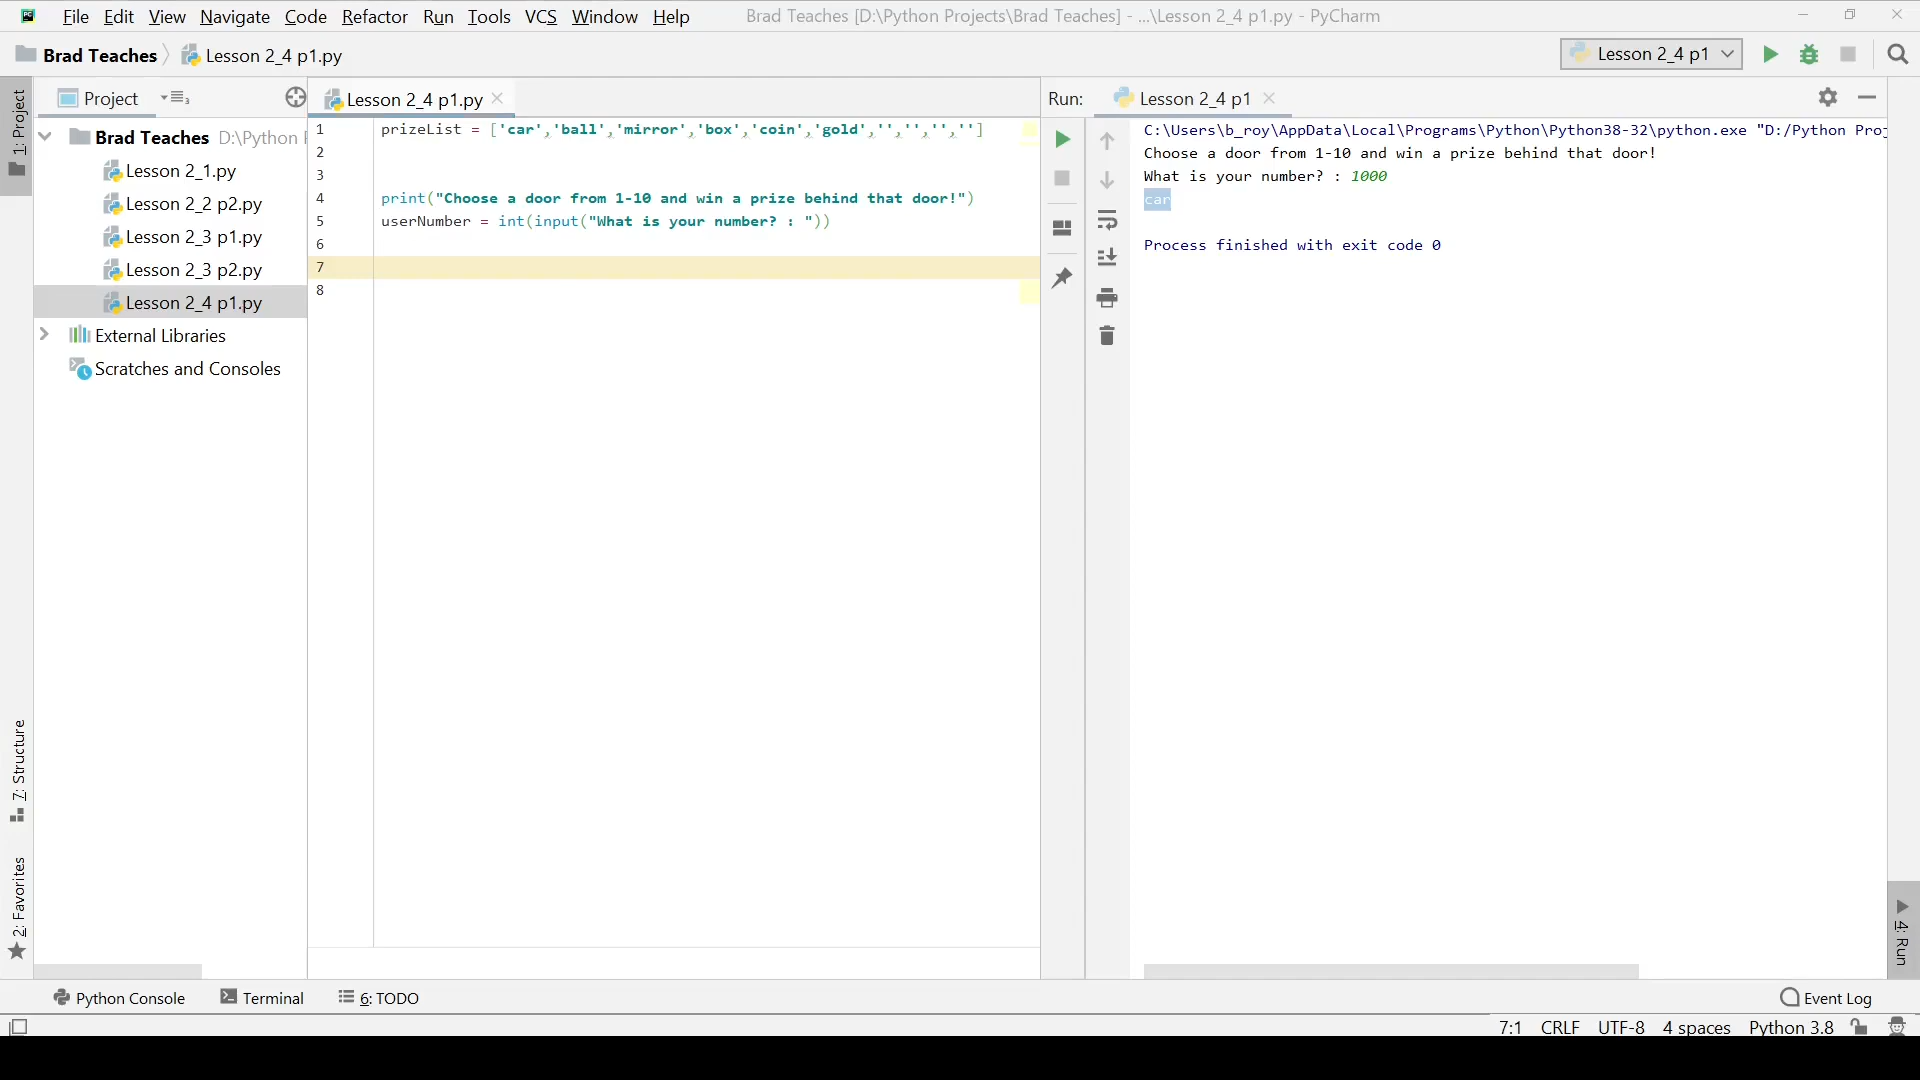 File Edit View Navigate Code Refactor Run Tools VCS Window Help Brad Teaches [D:\Python Projects\Brad Teaches] - ...\Lesson 2_4 p1.py - PyCharm
Brad Teaches Lesson 2_4 p1.py Lesson 2_4 p1
1: Project
Project
Lesson 2_4 p1.py
Run: Lesson 2_4 p1
Brad Teaches D:\Python
Lesson 2_1.py
Lesson 2_2 p2.py
Lesson 2_3 p1.py
Lesson 2_3 p2.py
Lesson 2_4 p1.py
External Libraries
Scratches and Consoles
1 prizeList = ['car','ball','mirror','box','coin','gold','','','','']
2
3
4 print("Choose a door from 1-10 and win a prize behind that door!")
5 userNumber = int(input("What is your number? : "))
6
7
8
C:\Users\b_roy\AppData\Local\Programs\Python\Python38-32\python.exe "D:/Python Proj
Choose a door from 1-10 and win a prize behind that door!
What is your number? : 1000
car
Process finished with exit code 0
7: Structure
2: Favorites
4: Run
Python Console Terminal 6: TODO Event Log
7:1 CRLF UTF-8 4 spaces Python 3.8